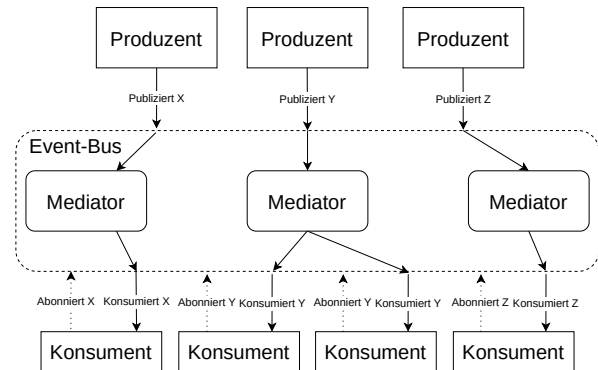 Produzent
Produzent
Produzent
Publiziert X
Publiziert Y
Publiziert Z
Event-Bus
Mediator
Mediator
Mediator
Abonniert X
Konsumiert X
Abonniert Y
Konsumiert Y
Abonniert Y
Konsumiert Y
Abonniert Z
Konsumiert Z
Konsument
Konsument
Konsument
Konsument